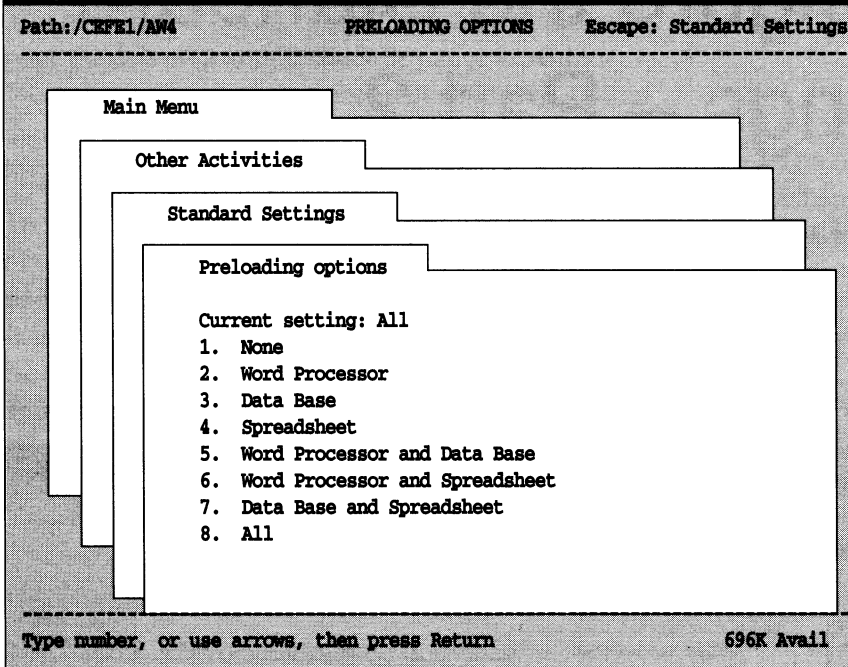 Path:/CEFE1/AW4 PRELOADING OPTIONS Escape: Standard Settings
Main Menu
Other Activities
Standard Settings
Preloading options
Current setting: All
1. None
2. Word Processor
3. Data Base
4. Spreadsheet
5. Word Processor and Data Base
6. Word Processor and Spreadsheet
7. Data Base and Spreadsheet
8. All
Type number, or use arrows, then press Return 696K Avail